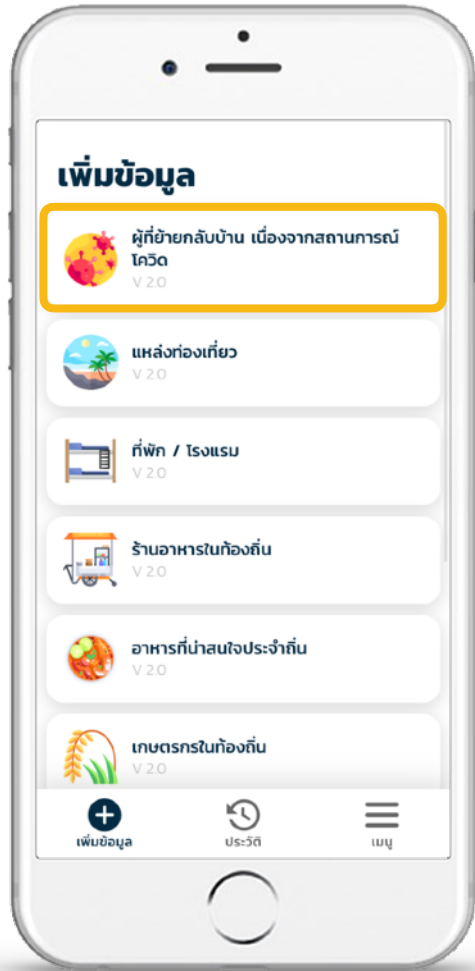 เพิ่มข้อมูล
ผู้ที่ย้ายกลับบ้าน เนื่องจากสถานการณ์
โควิด
V 2.0
แหล่งท่องเที่ยว
V 2.0
ที่พัก / โรงแรม
V 2.0
ร้านอาหารในท้องถิ่น
V 2.0
อาหารที่น่าสนใจประจำถิ่น
V 2.0
เกษตรกรในท้องถิ่น
V 2.0
เพิ่มข้อมูล ประวัติ เมนู